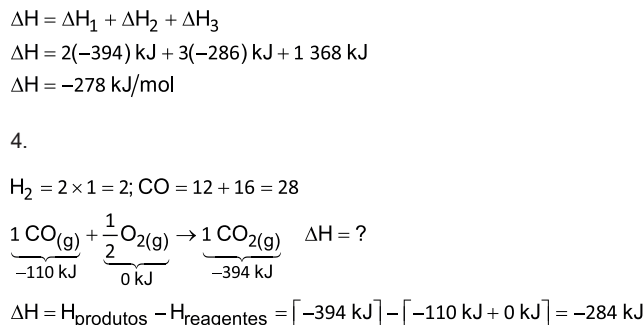 ΔH = ΔH₁ + ΔH₂ + ΔH₃
ΔH = 2(–394) kJ + 3(–286) kJ + 1 368 kJ
ΔH = –278 kJ/mol
4.
H₂ = 2 × 1 = 2; CO = 12 + 16 = 28
1 CO(g) + 1/2 O₂(g) → 1 CO₂(g) ΔH = ?
–110 kJ 0 kJ –394 kJ
ΔH = Hprodutos – Hreagentes = [–394 kJ] – [–110 kJ + 0 kJ] = –284 kJ